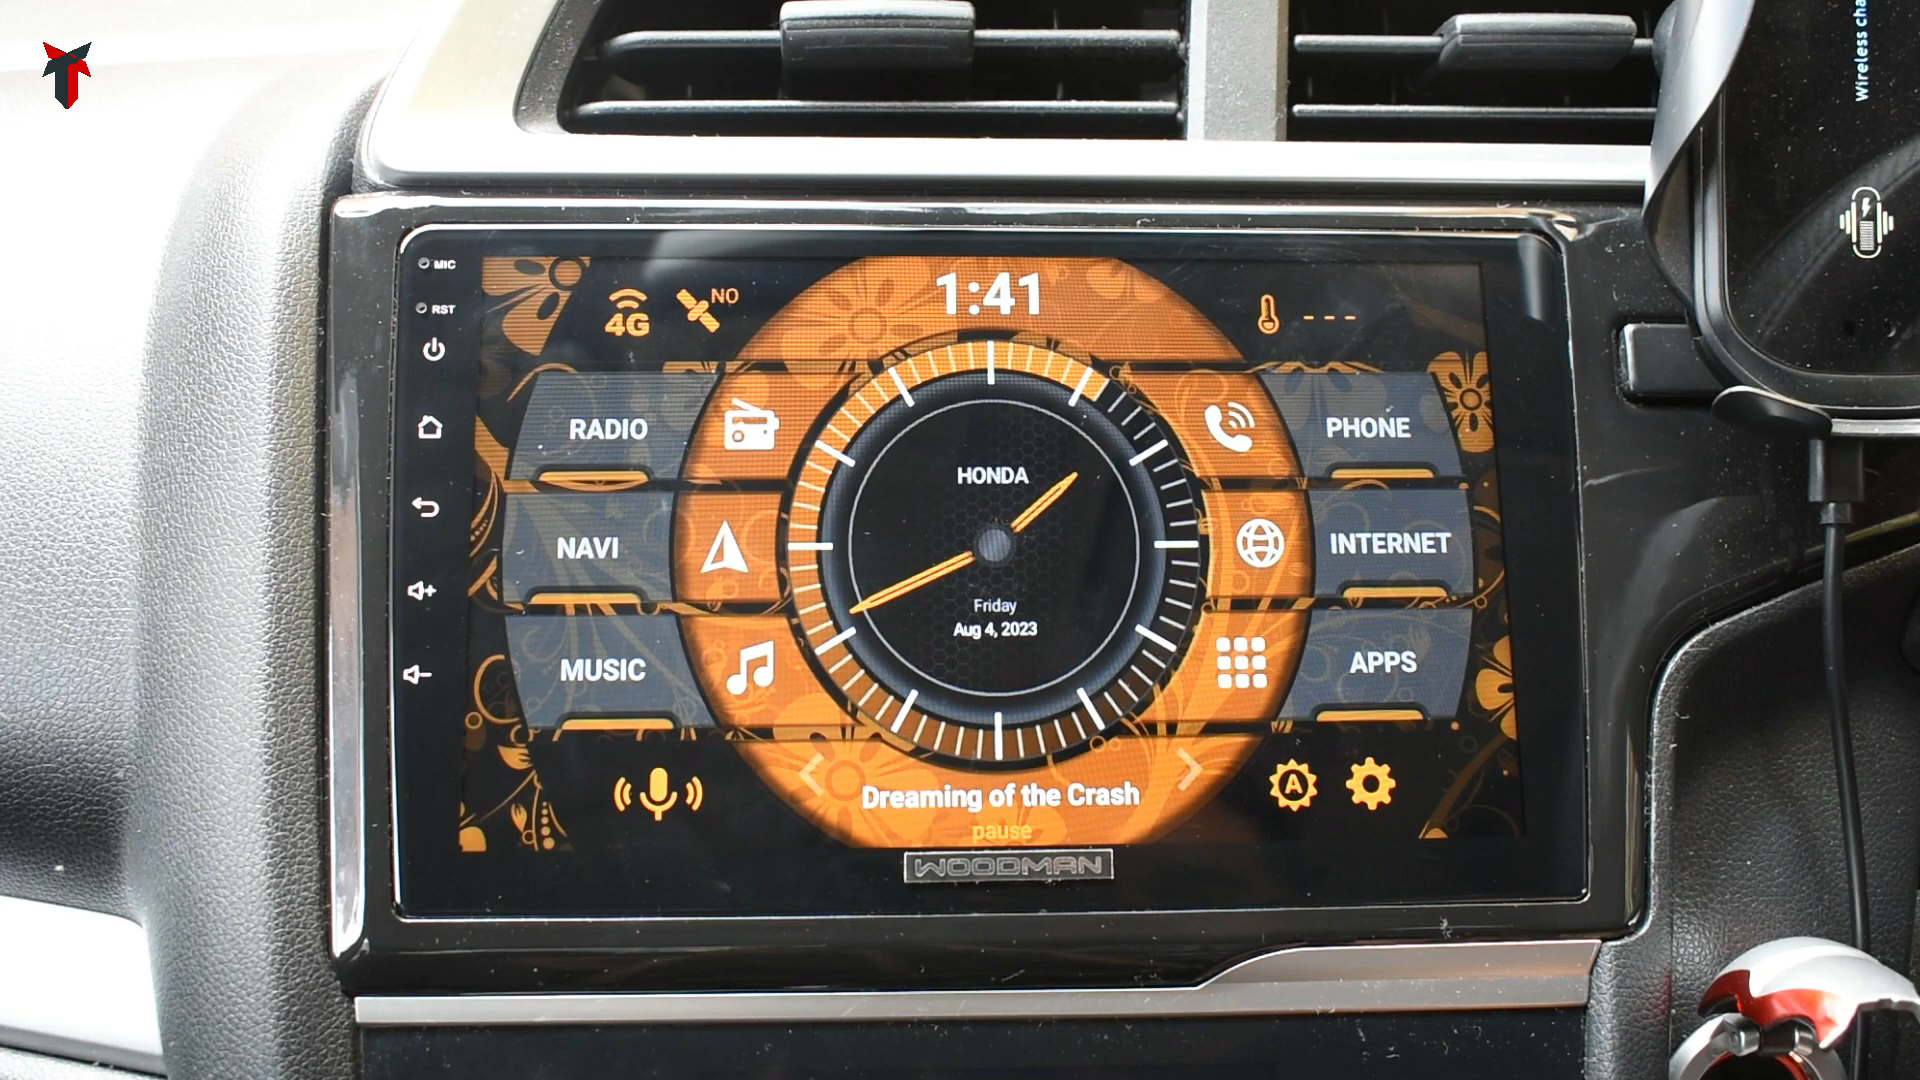 Wireless cha
MIC
RST
4G
NO
1:41
- - -
RADIO
PHONE
HONDA
NAVI
INTERNET
Friday
Aug 4, 2023
MUSIC
APPS
A
Dreaming of the Crash
pause
WOODMAN